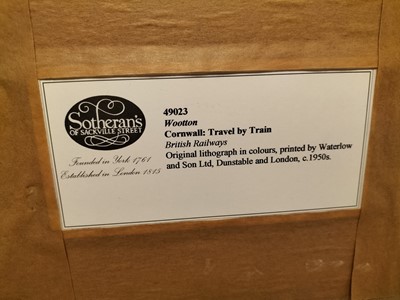 Sotheran's
OF SACKVILLE STREET
Founded in York 1761
Established in London 1815
49023
Wootton
Cornwall: Travel by Train
British Railways
Original lithograph in colours, printed by Waterlow
and Son Ltd, Dunstable and London, c.1950s.